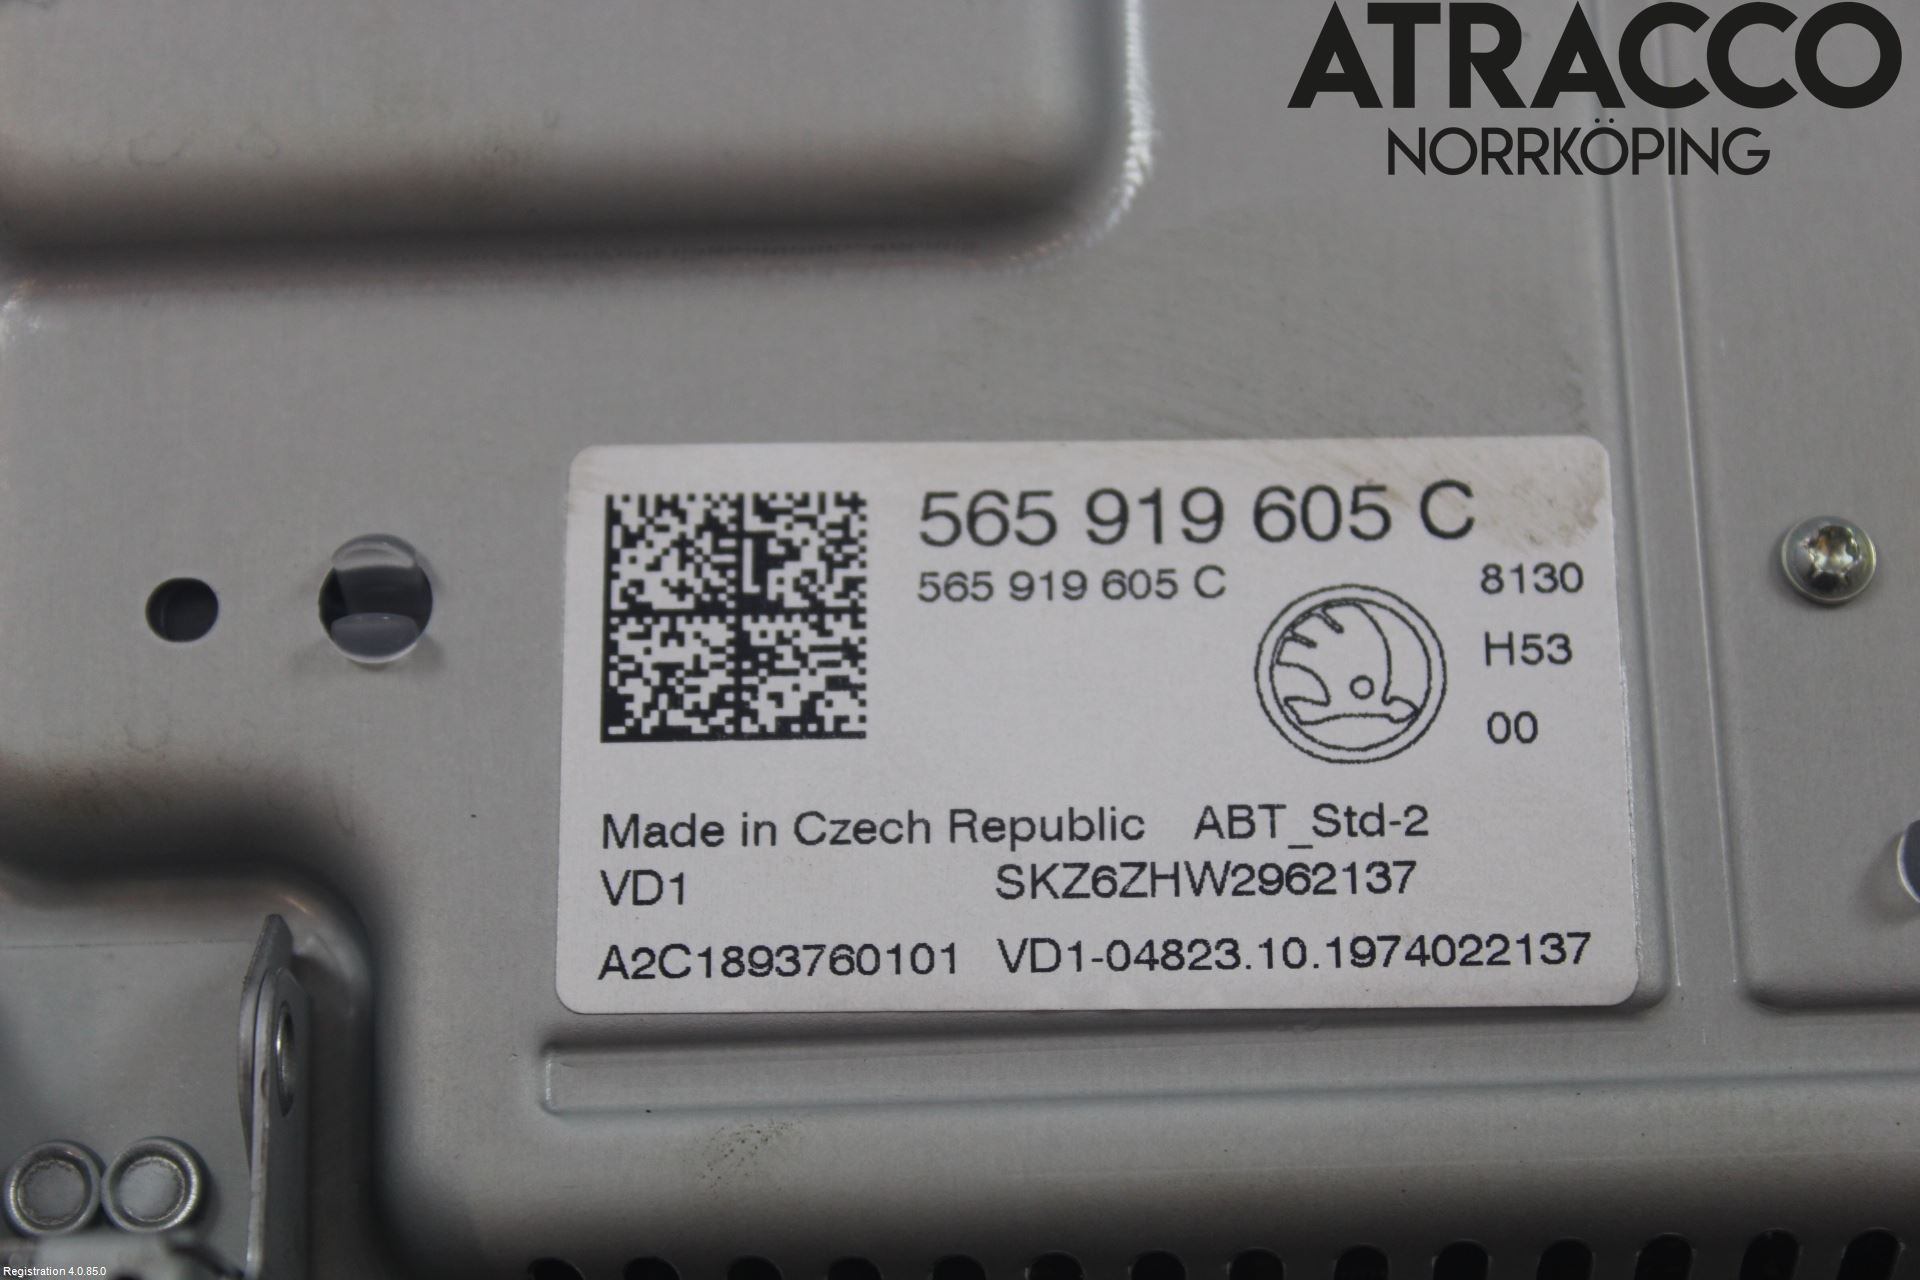 ATRACCO
NORRKÖPING
565 919 605 C
565 919 605 C
8130
H53
00
Made in Czech Republic ABT_Std-2
VD1 SKZ6ZHW2962137
A2C1893760101 VD1-04823.10.1974022137
Registration 4.0.85.0